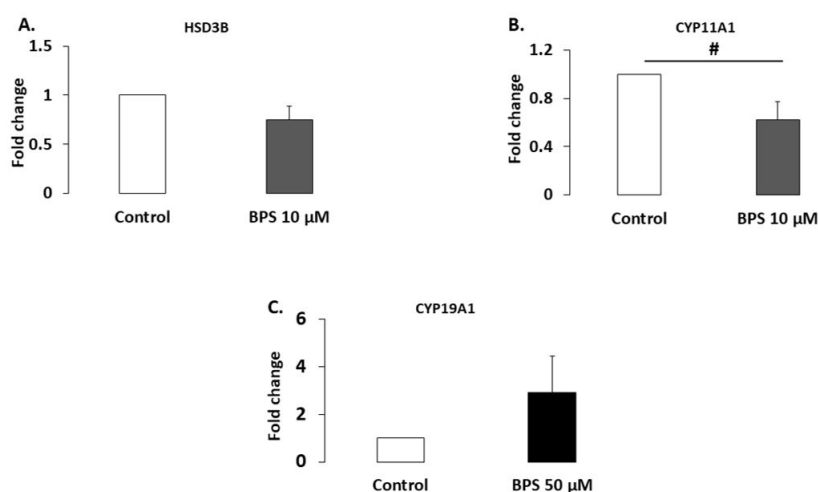 A. HSD3B
1.5
1
0.5
0
Fold change
Control BPS 10 µM
B. CYP11A1
1.2
0.8
0.4
0
Fold change
#
Control BPS 10 µM
C. CYP19A1
6
4
2
0
Fold change
Control BPS 50 µM